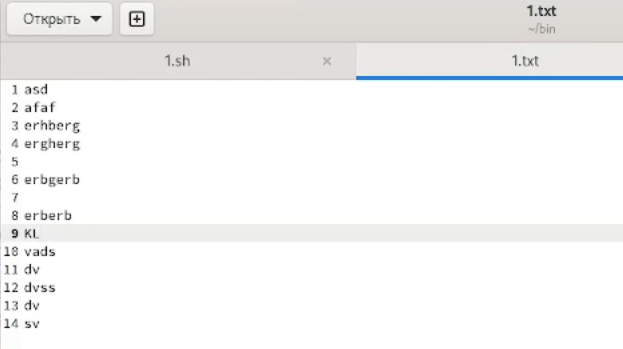 Открыть
1.txt
~/bin
1.sh ×
1.txt
1 asd
2 afaf
3 erhberg
4 ergherg
5
6 erbgerb
7
8 erberb
9 KL
10 vads
11 dv
12 dvss
13 dv
14 sv